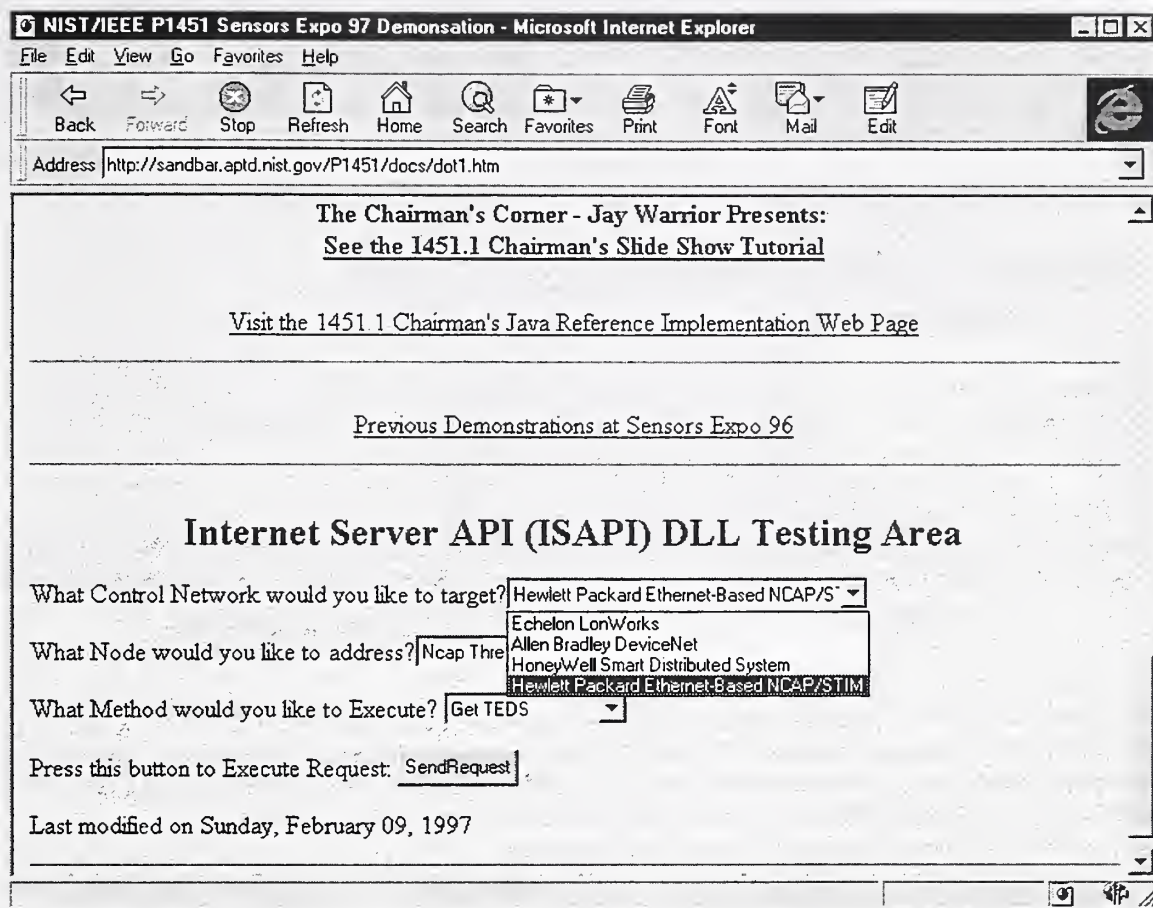 NIST/IEEE P1451 Sensors Expo 97 Demonsation - Microsoft Internet Explorer
File Edit View Go Favorites Help
Back Forward Stop Refresh Home Search Favorites Print Font Mail Edit
Address http://sandbar.aptd.nist.gov/P1451/docs/dot1.htm
The Chairman's Corner - Jay Warrior Presents:
See the 1451.1 Chairman's Slide Show Tutorial
Visit the 1451.1 Chairman's Java Reference Implementation Web Page
Previous Demonstrations at Sensors Expo 96
Internet Server API (ISAPI) DLL Testing Area
What Control Network would you like to target? Hewlett Packard Ethernet-Based NCAP/S
Echelon LonWorks
Allen Bradley DeviceNet
HoneyWell Smart Distributed System
Hewlett Packard Ethernet-Based NCAP/STIM
What Node would you like to address? Ncap Thre
What Method would you like to Execute? Get TEDS
Press this button to Execute Request: SendRequest
Last modified on Sunday, February 09, 1997